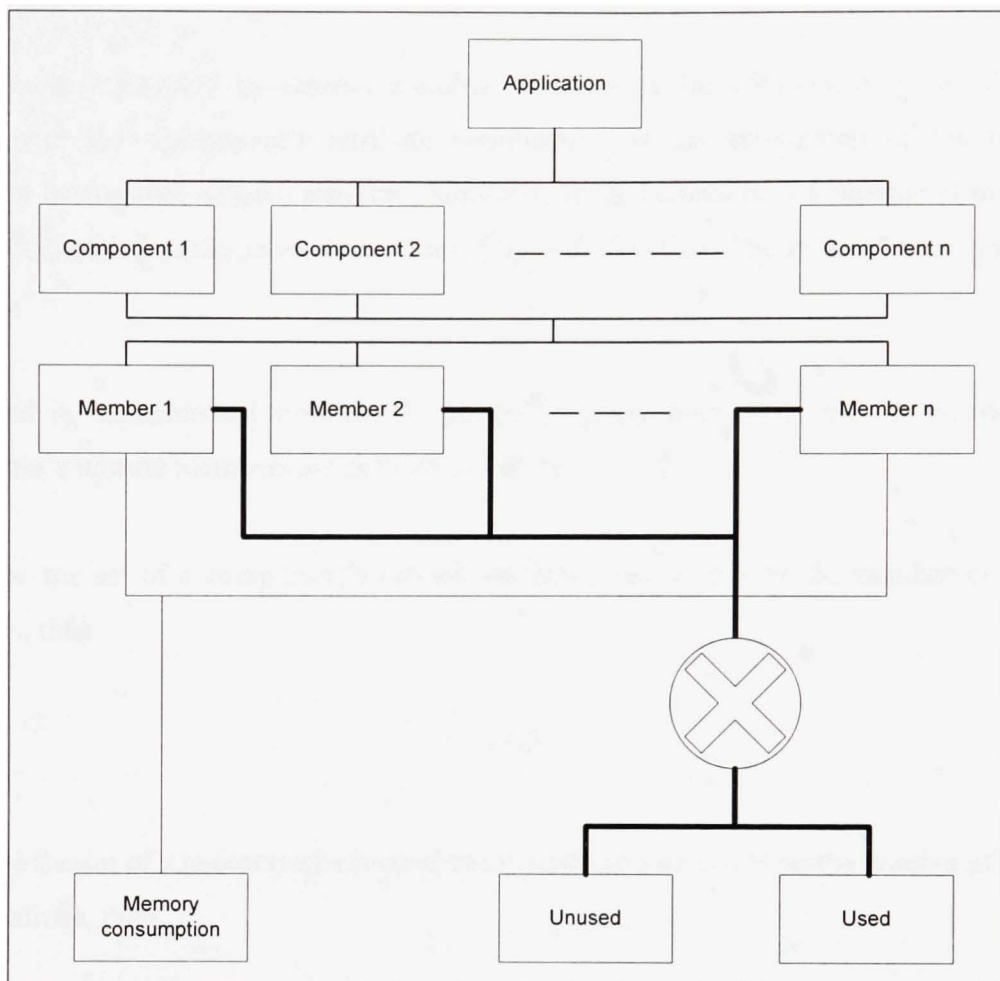 Application
Component 1
Component 2
Component n
Member 1
Member 2
Member n
Memory
consumption
Unused
Used